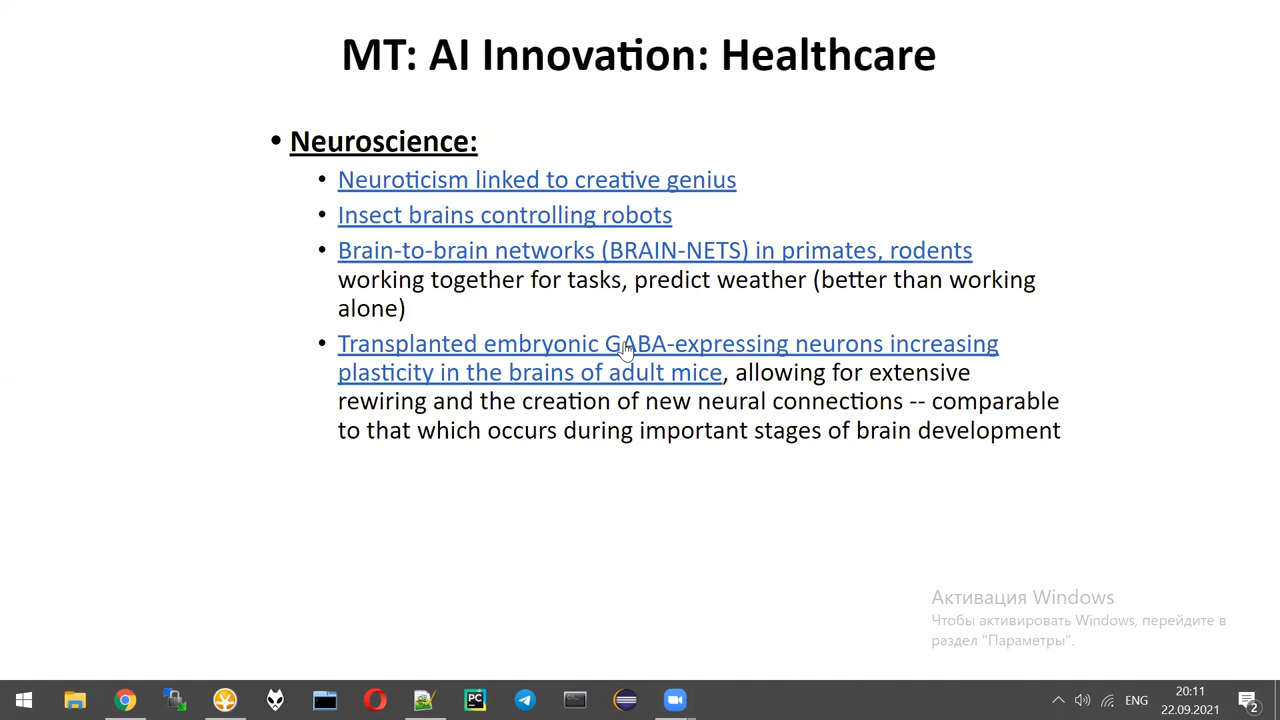 MT: AI Innovation: Healthcare
• Neuroscience:
• Neuroticism linked to creative genius
• Insect brains controlling robots
• Brain-to-brain networks (BRAIN-NETS) in primates, rodents
working together for tasks, predict weather (better than working
alone)
• Transplanted embryonic GABA-expressing neurons increasing
plasticity in the brains of adult mice, allowing for extensive
rewiring and the creation of new neural connections -- comparable
to that which occurs during important stages of brain development
Активация Windows
Чтобы активировать Windows, перейдите в
раздел "Параметры".
PC
ENG
20:11
22.09.2021
2